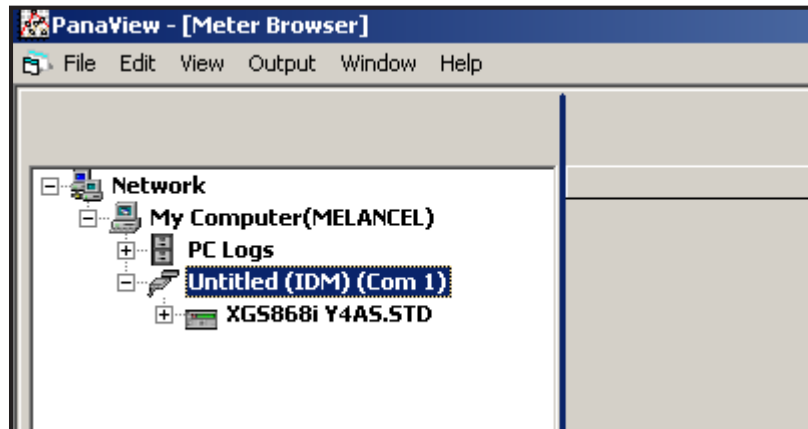 PanaView - [Meter Browser]
File Edit View Output Window Help
Network
My Computer(MELANCEL)
PC Logs
Untitled (IDM) (Com 1)
XGS868i Y4AS.STD